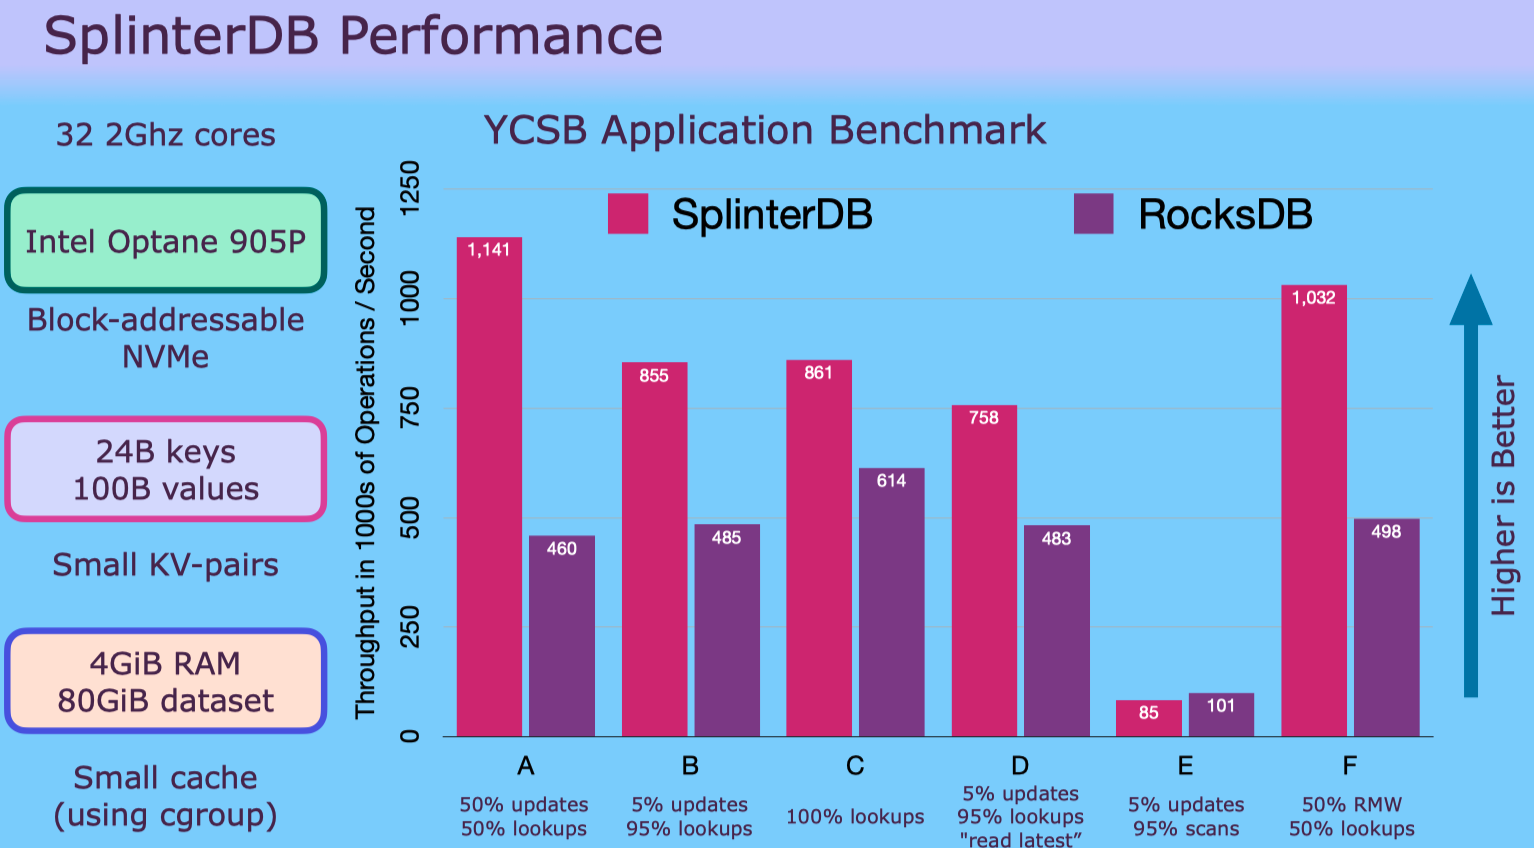 SplinterDB Performance
32 2Ghz cores
Intel Optane 905P
Block-addressable
NVMe
24B keys
100B values
Small KV-pairs
4GiB RAM
80GiB dataset
Small cache
(using cgroup)
YCSB Application Benchmark
SplinterDB
RocksDB
Throughput in 1000s of Operations / Second
1250
1000
750
500
250
0
1,141
460
855
485
861
614
758
483
85
101
1,032
498
A
50% updates
50% lookups
B
5% updates
95% lookups
C
100% lookups
D
5% updates
95% lookups
"read latest”
E
5% updates
95% scans
F
50% RMW
50% lookups
Higher is Better